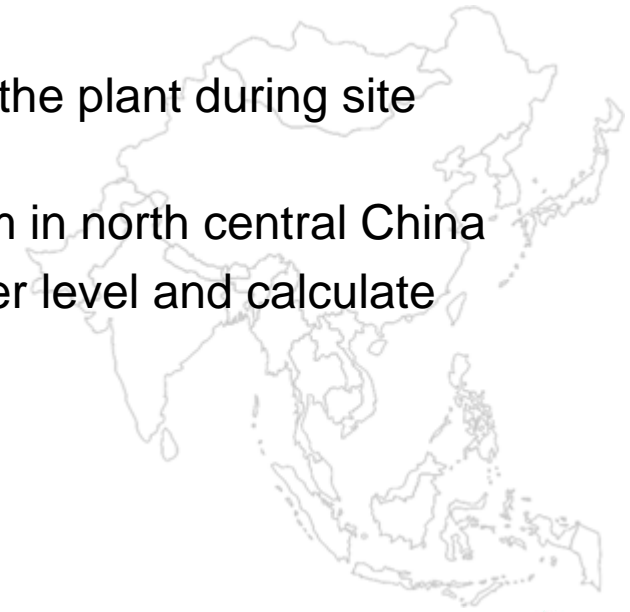 the plant during site
n in north central China
er level and calculate